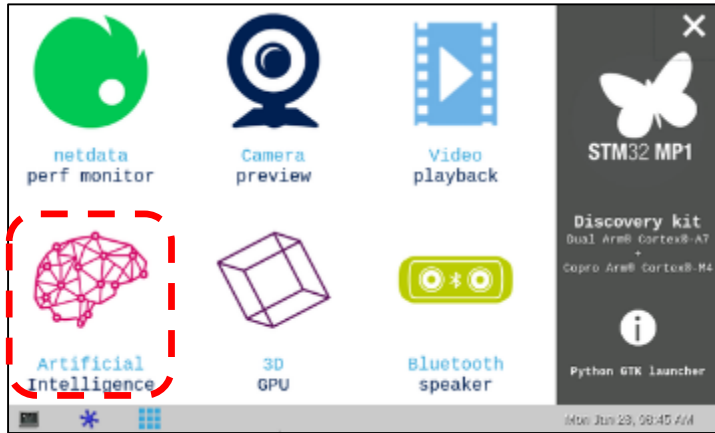 netdata
perf monitor
Camera
preview
Video
playback
Artificial
Intelligence
3D
GPU
Bluetooth
speaker
STM32 MP1
Discovery kit
Dual Arm® Cortex®-A7
+
Copro Arm® Cortex®-M4
i
Python GTK launcher
Mon Jun 28, 08:45 AM